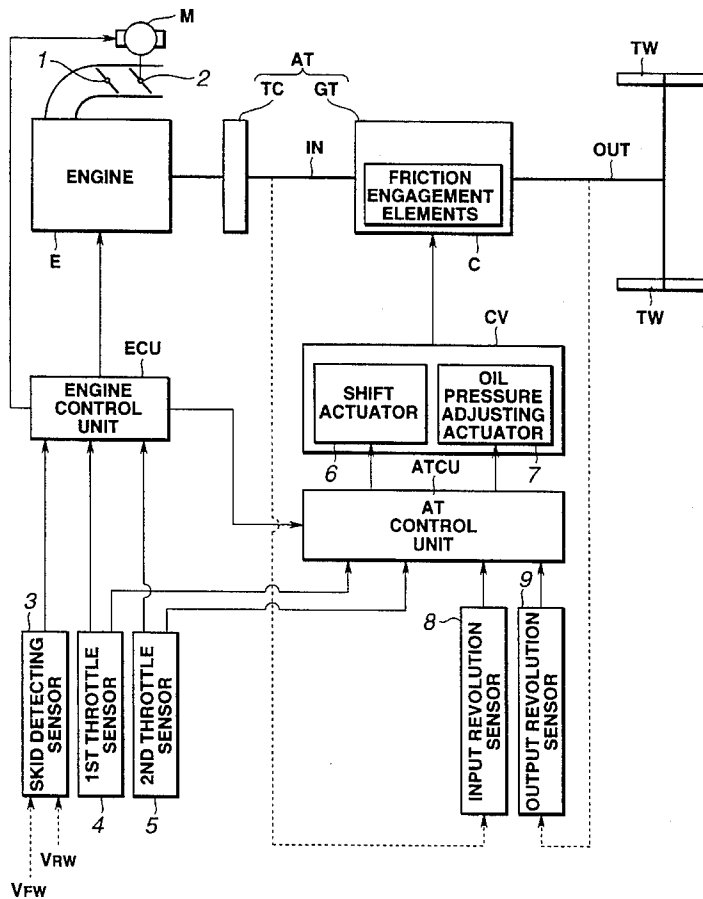 M
1
2
AT
TC
GT
TW
ENGINE
IN
OUT
FRICTION
ENGAGEMENT
ELEMENTS
E
C
TW
CV
ECU
ENGINE
CONTROL
UNIT
SHIFT
ACTUATOR
OIL
PRESSURE
ADJUSTING
ACTUATOR
6
7
ATCU
AT
CONTROL
UNIT
3
8
9
SKID DETECTING
SENSOR
1ST THROTTLE
SENSOR
2ND THROTTLE
SENSOR
INPUT REVOLUTION
SENSOR
OUTPUT REVOLUTION
SENSOR
4
5
VRW
VFW